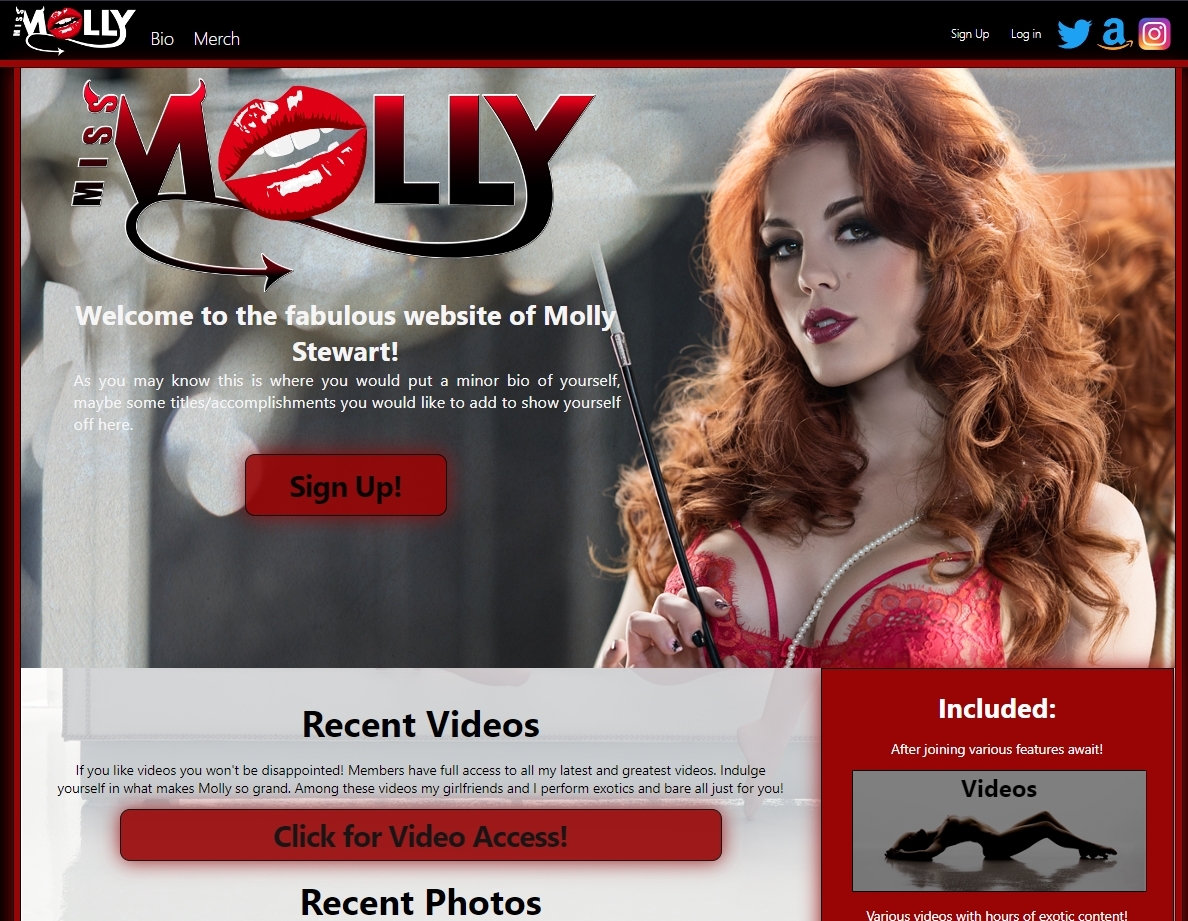 MISS MOLLY
Bio Merch
Sign Up Log in
MISS MOLLY
Welcome to the fabulous website of Molly
Stewart!
As you may know this is where you would put a minor bio of yourself,
maybe some titles/accomplishments you would like to add to show yourself
off here.
Sign Up!
Recent Videos
If you like videos you won't be disappointed! Members have full access to all my latest and greatest videos. Indulge
yourself in what makes Molly so grand. Among these videos my girlfriends and I perform exotics and bare all just for you!
Click for Video Access!
Recent Photos
Included:
After joining various features await!
Videos
Various videos with hours of exotic content!